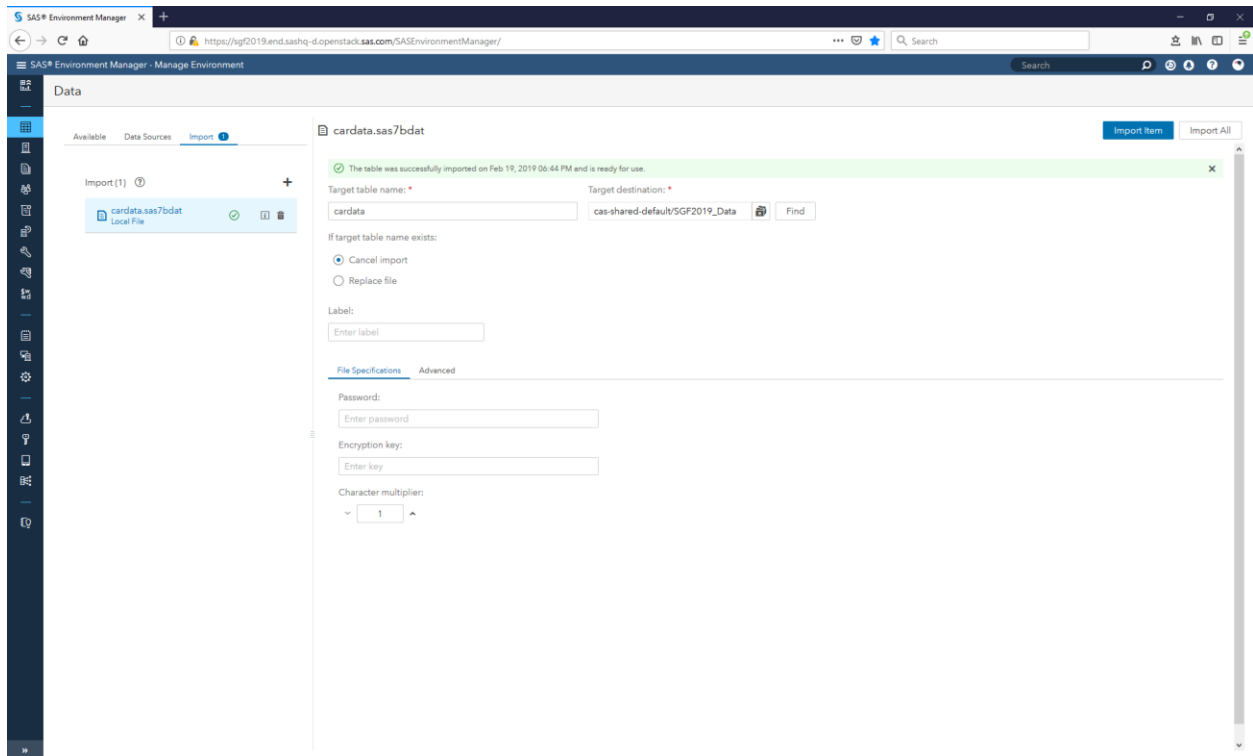 SAS® Environment Manager
https://sgf2019.end.sashq-d.openstack.sas.com/SASEnvironmentManager/
Search
SAS® Environment Manager - Manage Environment
Search
Data
Available Data Sources Import 1
Import (1)
cardata.sas7bdat
Local File
cardata.sas7bdat
Import Item Import All
The table was successfully imported on Feb 19, 2019 06:44 PM and is ready for use.
Target table name: * Target destination: *
cardata cas-shared-default/SGF2019_Data Find
If target table name exists:
Cancel import
Replace file
Label:
Enter label
File Specifications Advanced
Password:
Enter password
Encryption key:
Enter key
Character multiplier:
1